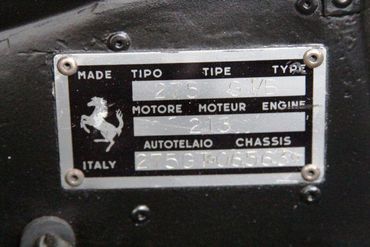 MADE TIPO TIPE TYPE
MOTORE MOTEUR ENGINE
213
AUTOTELAIO CHASSIS
ITALY